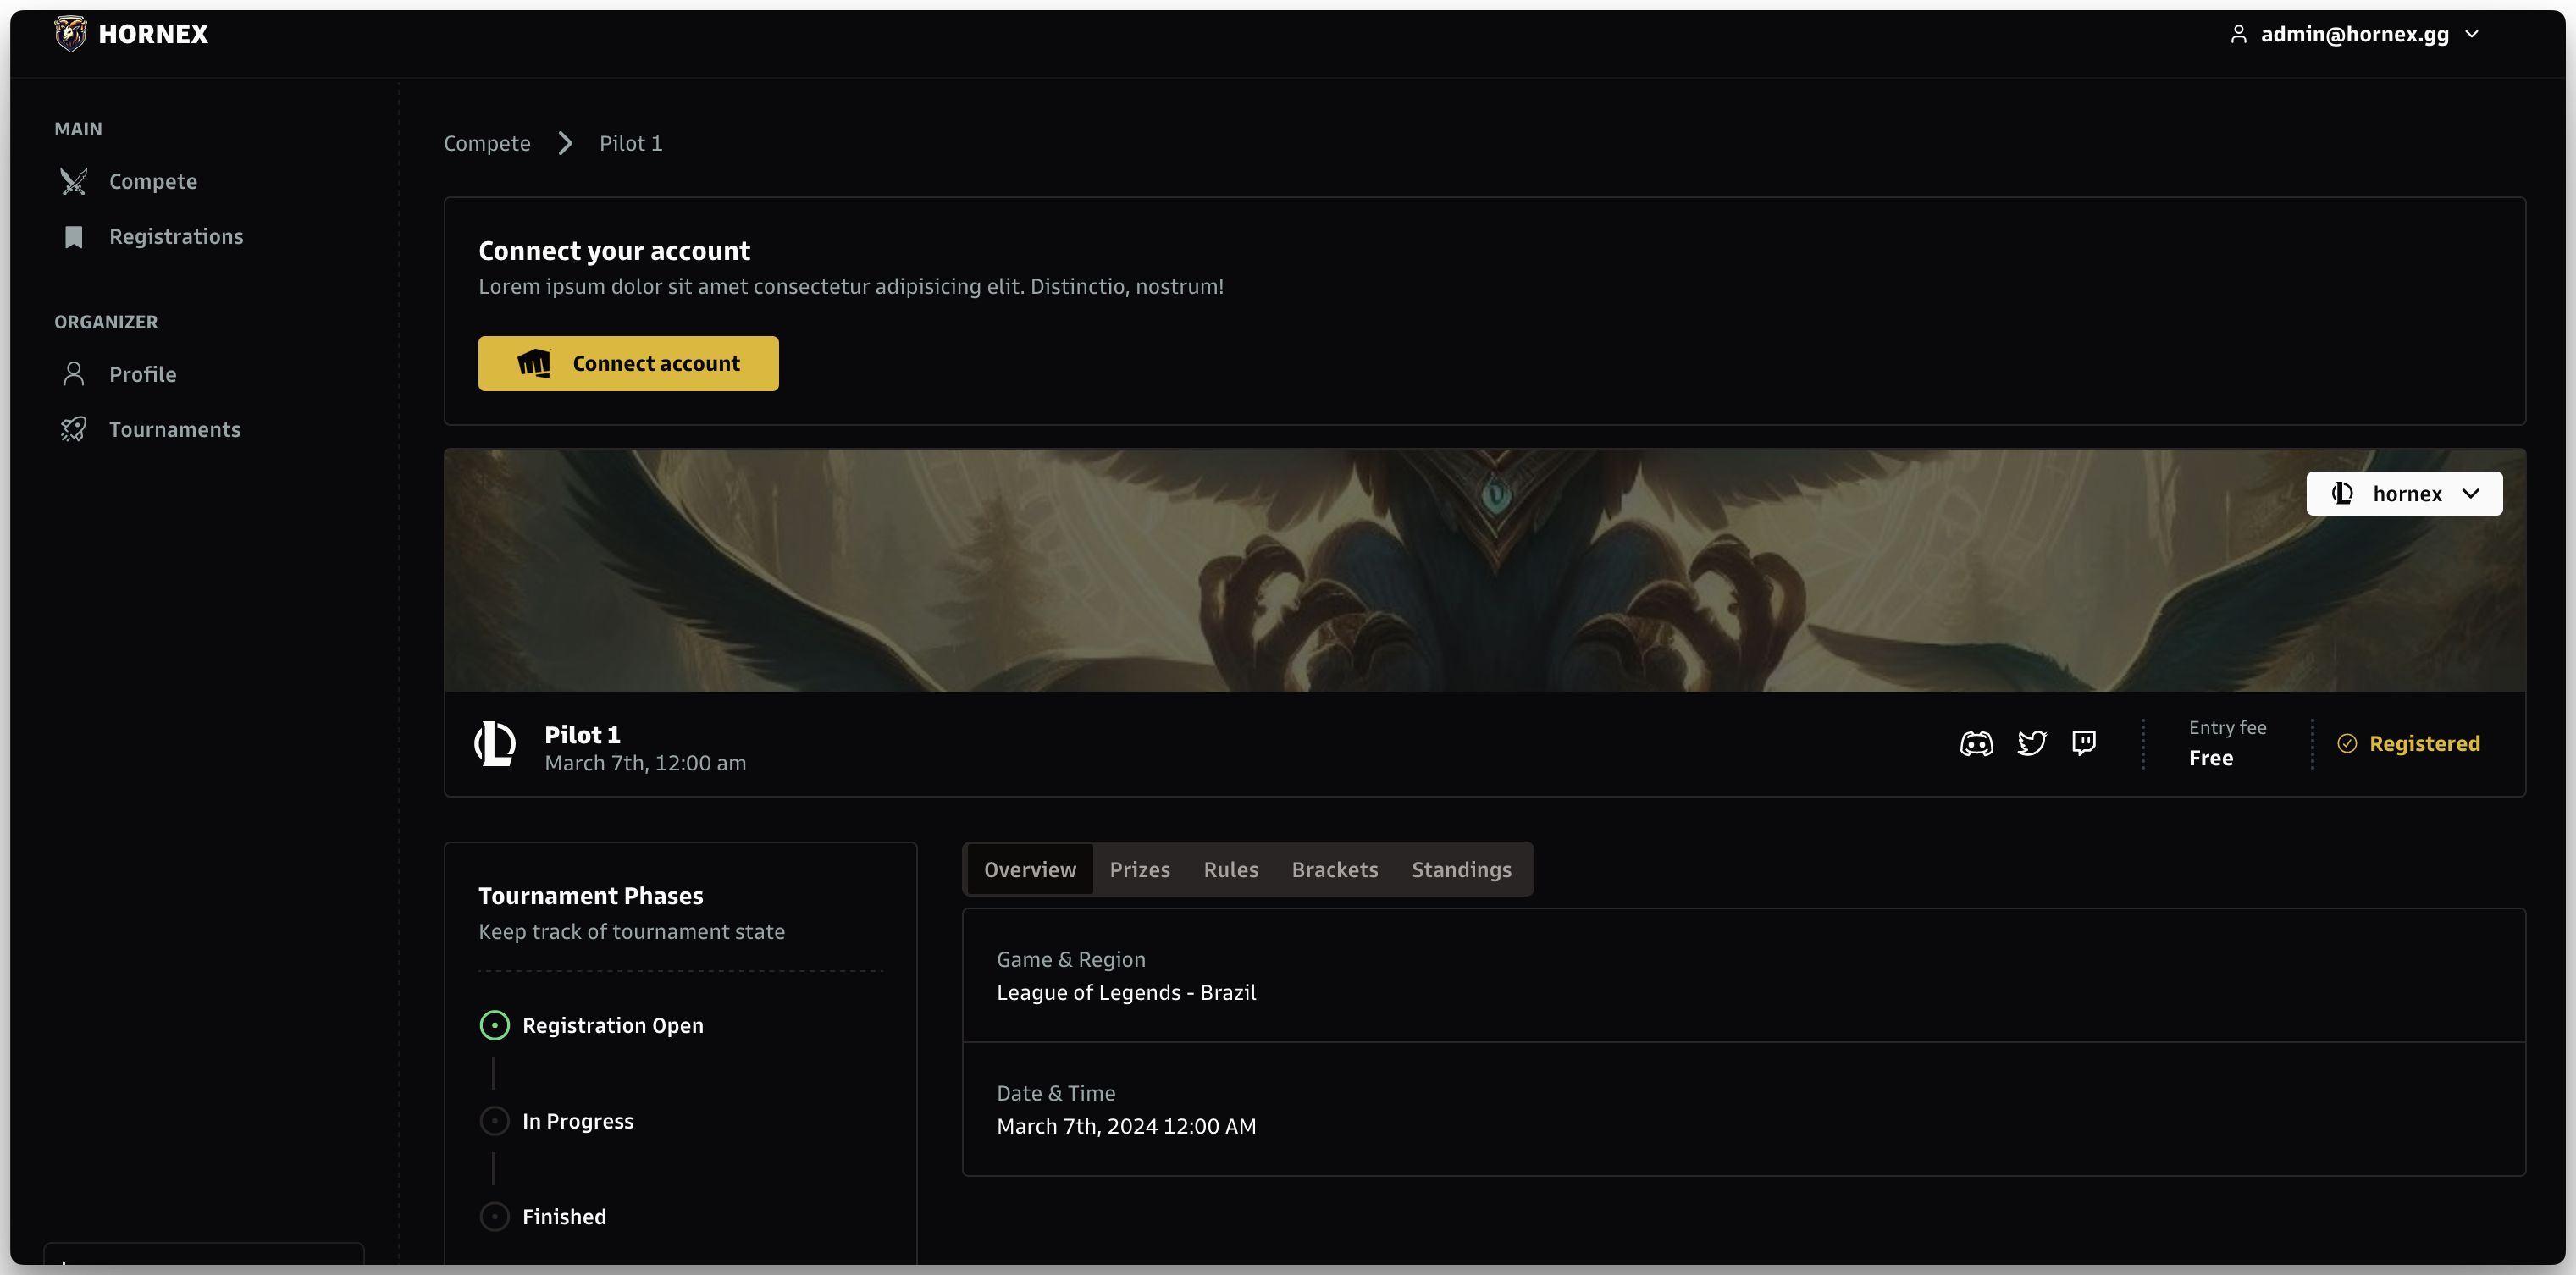 HORNEX
admin@hornex.gg
MAIN
Compete
Registrations
ORGANIZER
Profile
Tournaments
Compete
Pilot 1
Connect your account
Lorem ipsum dolor sit amet consectetur adipisicing elit. Distinctio, nostrum!
Connect account
hornex
Pilot 1
March 7th, 12:00 am
Entry fee
Free
Registered
Tournament Phases
Keep track of tournament state
Registration Open
In Progress
Finished
Overview
Prizes
Rules
Brackets
Standings
Game & Region
League of Legends - Brazil
Date & Time
March 7th, 2024 12:00 AM